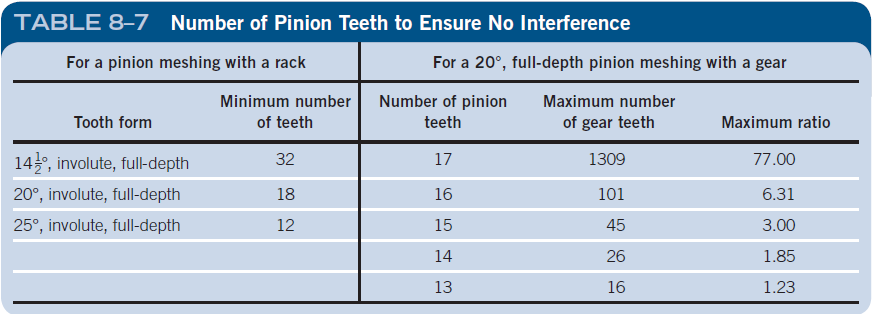 TABLE 8–7 Number of Pinion Teeth to Ensure No Interference
For a pinion meshing with a rack For a 20°, full-depth pinion meshing with a gear
Tooth form Minimum number of teeth Number of pinion teeth Maximum number of gear teeth Maximum ratio
14½°, involute, full-depth 32 17 1309 77.00
20°, involute, full-depth 18 16 101 6.31
25°, involute, full-depth 12 15 45 3.00
14 26 1.85
13 16 1.23